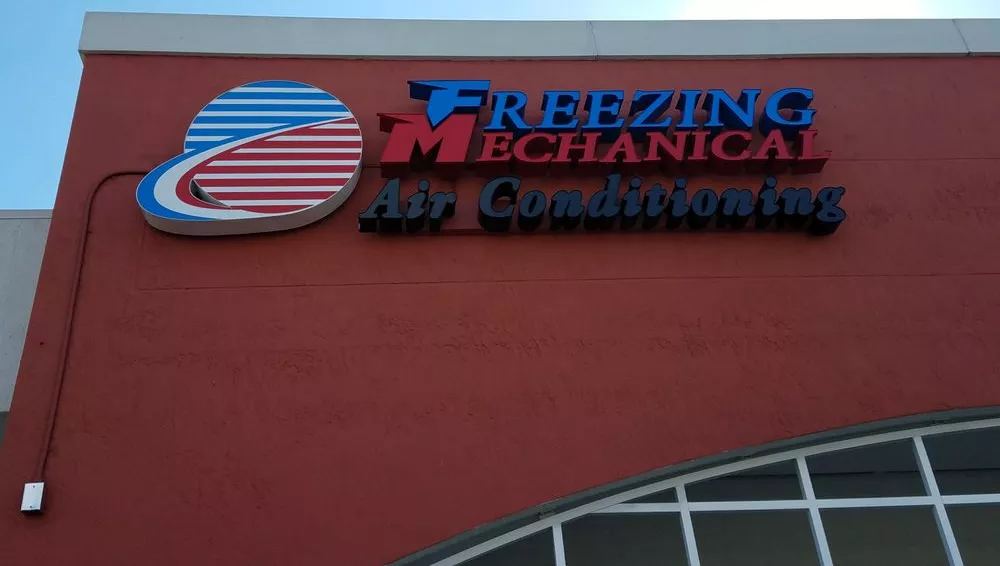 FREEZING
MECHANICAL
Air Conditioning